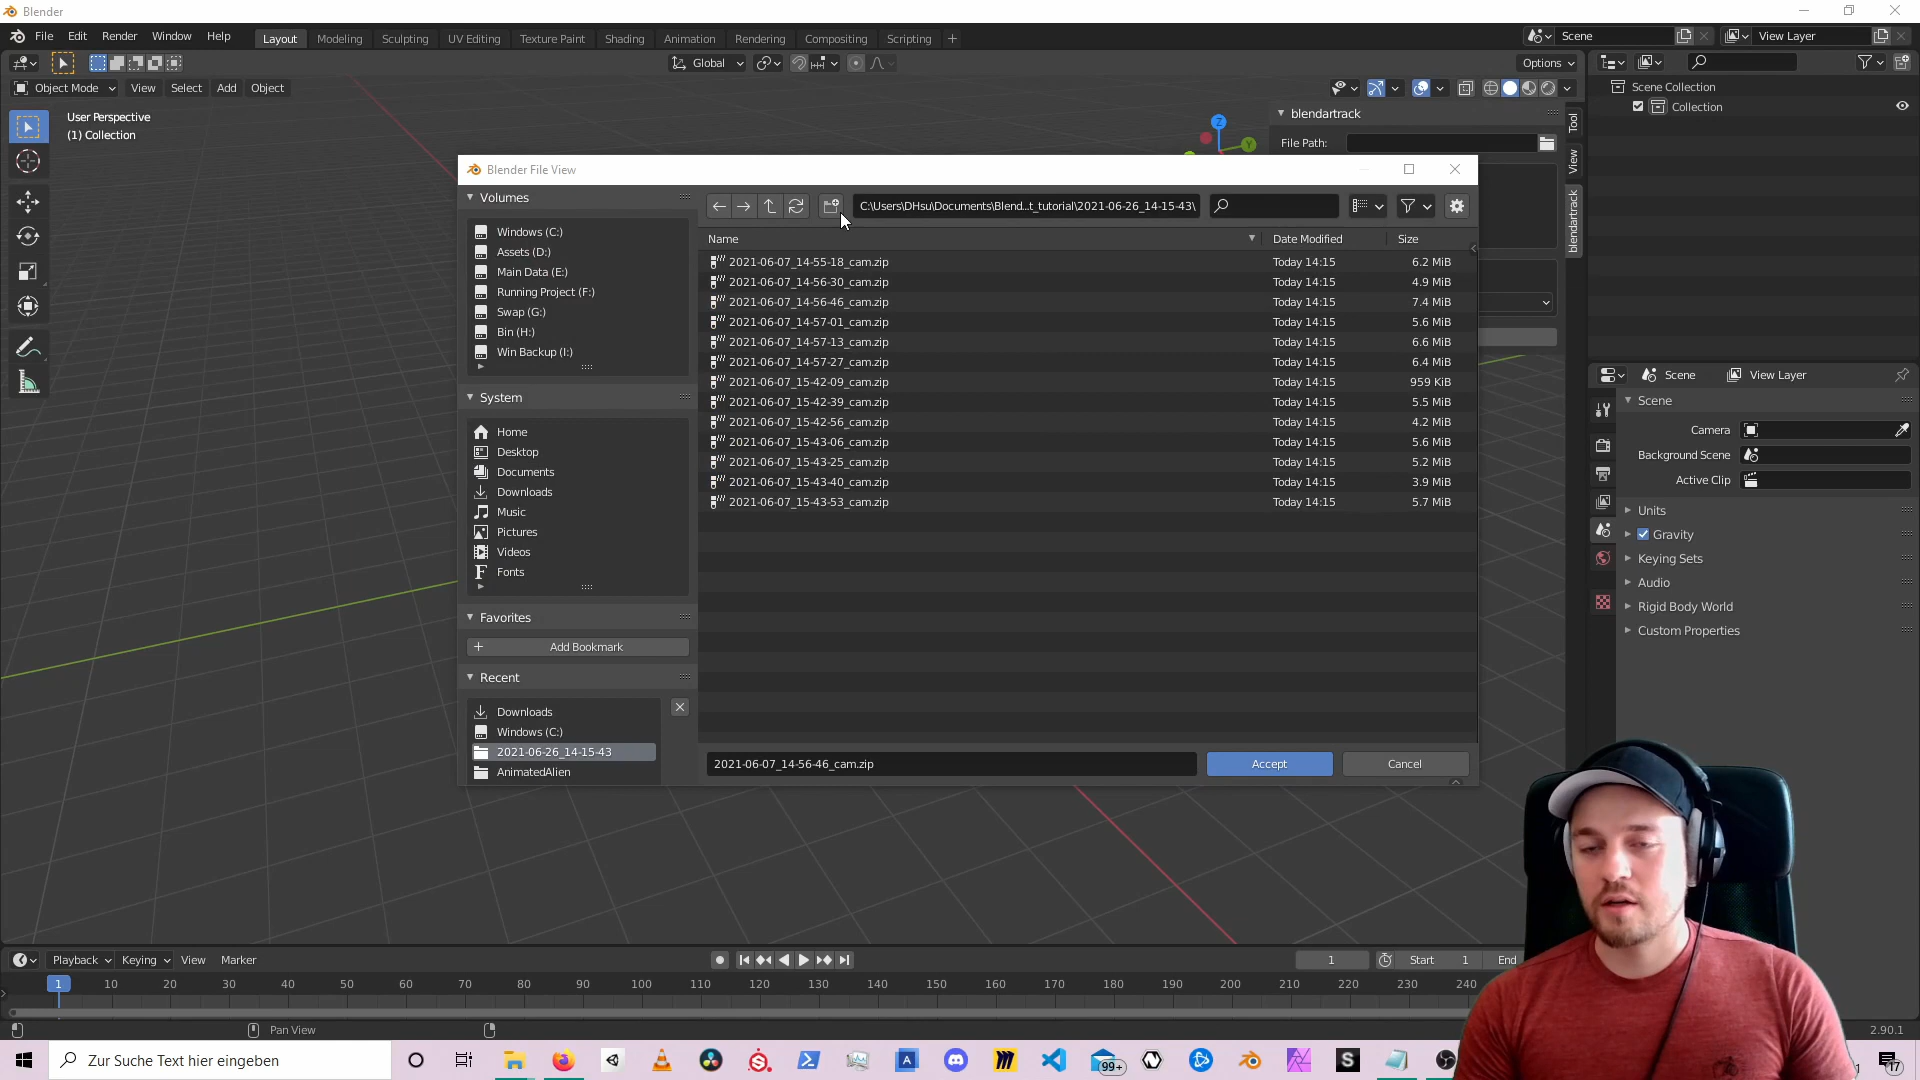 Blender
File Edit Render Window Help
Layout Modeling Sculpting UV Editing Texture Paint Shading Animation Rendering Compositing Scripting +
Scene
View Layer
Global
Options
Object Mode View Select Add Object
User Perspective
(1) Collection
Z
Y
blendartrack
File Path:
Tool
View
blendartrack
Scene Collection
Collection
Blender File View
Volumes
Windows (C:)
Assets (D:)
Main Data (E:)
Running Project (F:)
Swap (G:)
Bin (H:)
Win Backup (I:)
System
Home
Desktop
Documents
Downloads
Music
Pictures
Videos
Fonts
Favorites
+ Add Bookmark
Recent
Downloads
Windows (C:)
2021-06-26_14-15-43
AnimatedAlien
C:\Users\DHsu\Documents\Blend...t_tutorial\2021-06-26_14-15-43\
Name Date Modified Size
2021-06-07_14-55-18_cam.zip Today 14:15 6.2 MiB
2021-06-07_14-56-30_cam.zip Today 14:15 4.9 MiB
2021-06-07_14-56-46_cam.zip Today 14:15 7.4 MiB
2021-06-07_14-57-01_cam.zip Today 14:15 5.6 MiB
2021-06-07_14-57-13_cam.zip Today 14:15 6.6 MiB
2021-06-07_14-57-27_cam.zip Today 14:15 6.4 MiB
2021-06-07_15-42-09_cam.zip Today 14:15 959 KiB
2021-06-07_15-42-39_cam.zip Today 14:15 5.5 MiB
2021-06-07_15-42-56_cam.zip Today 14:15 4.2 MiB
2021-06-07_15-43-06_cam.zip Today 14:15 5.6 MiB
2021-06-07_15-43-25_cam.zip Today 14:15 5.2 MiB
2021-06-07_15-43-40_cam.zip Today 14:15 3.9 MiB
2021-06-07_15-43-53_cam.zip Today 14:15 5.7 MiB
2021-06-07_14-56-46_cam.zip Accept Cancel
Scene View Layer
Scene
Camera
Background Scene
Active Clip
Units
Gravity
Keying Sets
Audio
Rigid Body World
Custom Properties
Playback Keying View Marker
1 Start 1 End
1 10 20 30 40 50 60 70 80 90 100 110 120 130 140 150 160 170 180 190 200 210 220 230 240
Pan View
2.90.1
Zur Suche Text hier eingeben
A
99+
S
17